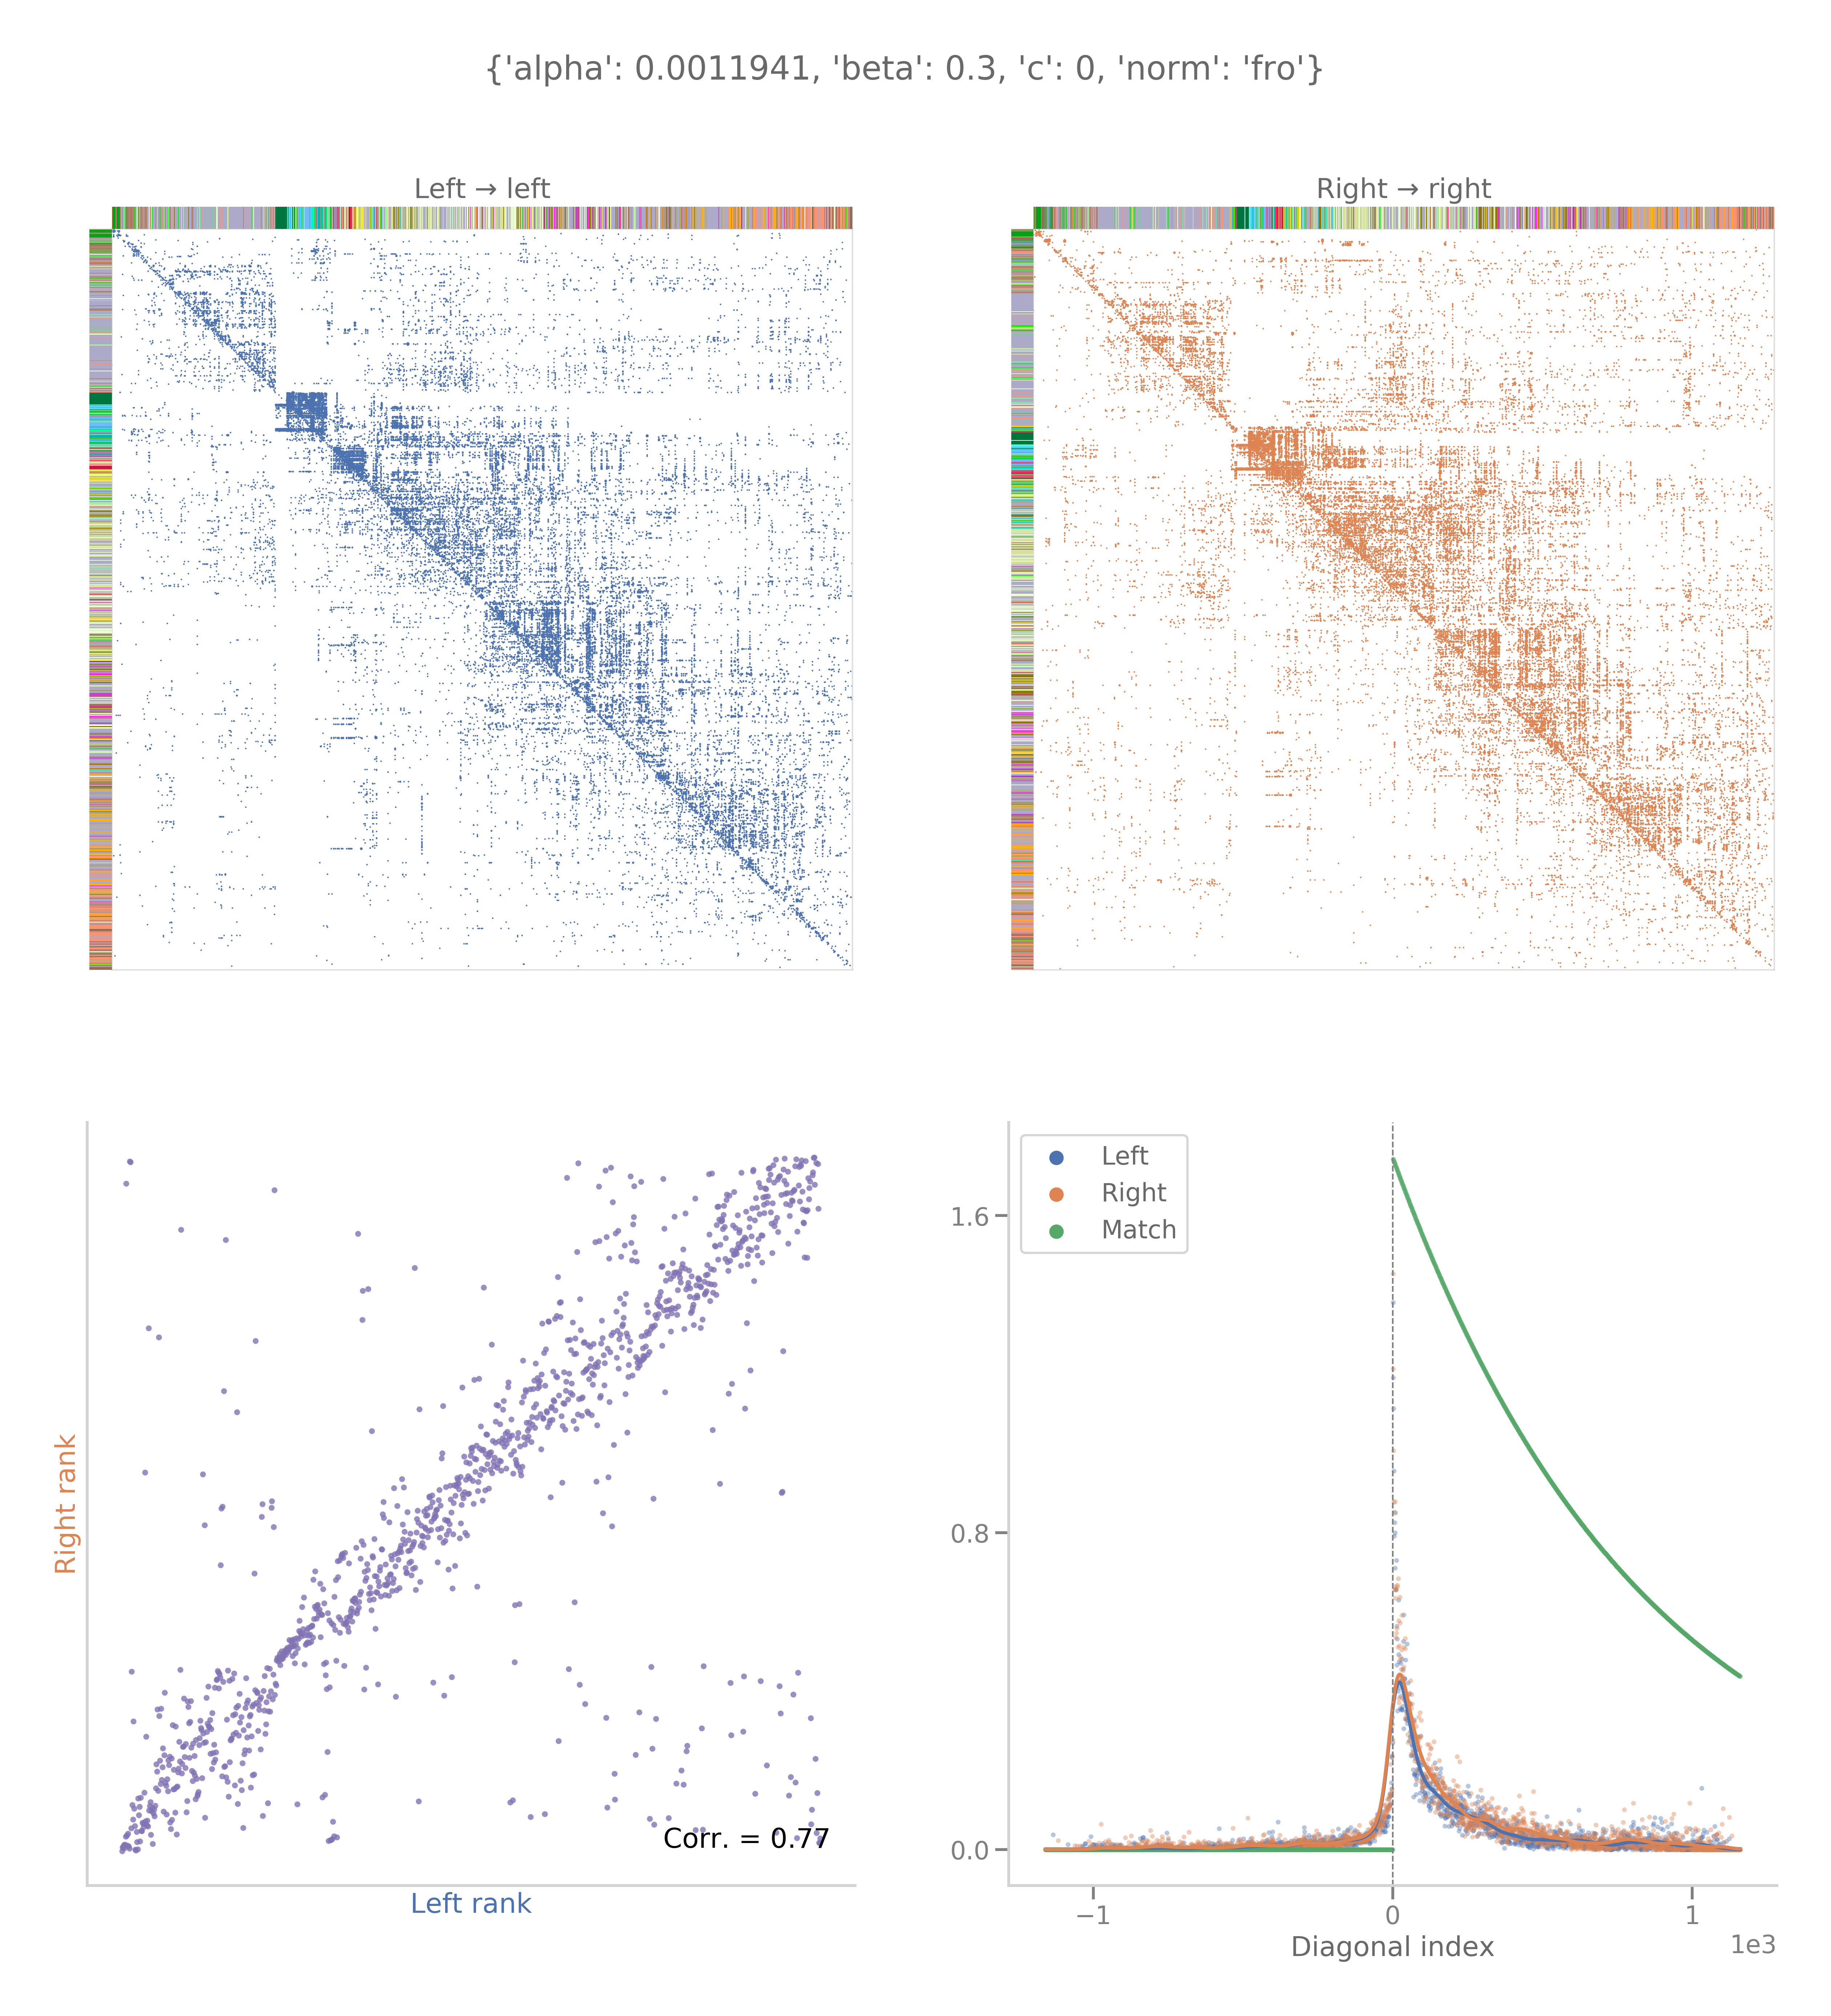 {'alpha': 0.0011941, 'beta': 0.3, 'c': 0, 'norm': 'fro'}
Left → left
Right → right
Right rank
Corr. = 0.77
Left rank
Left
Right
Match
1.6
0.8
0.0
−1
0
1
Diagonal index
1e3